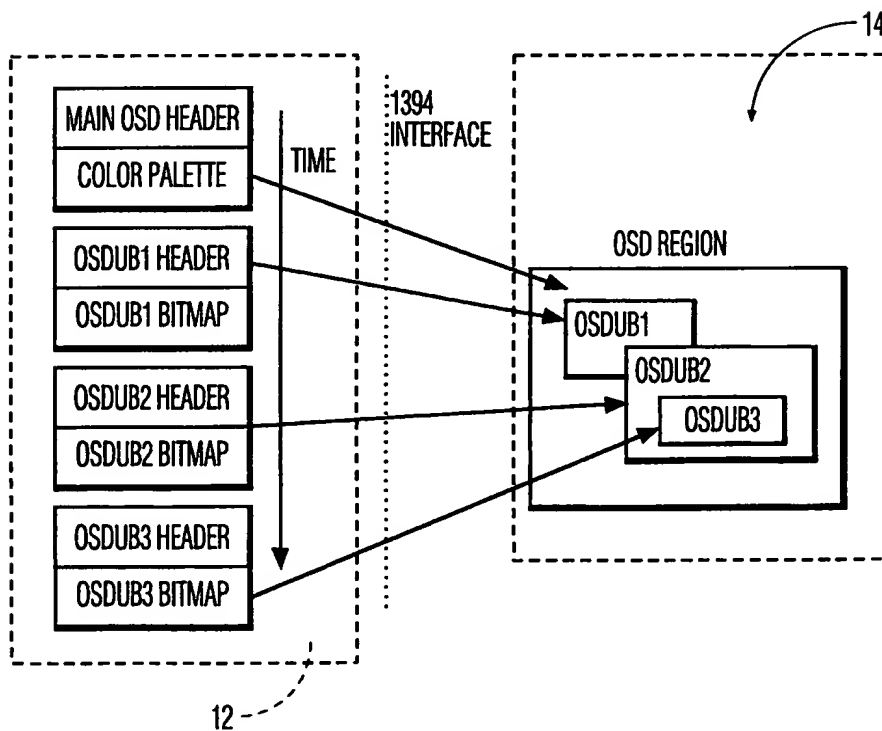 14
MAIN OSD HEADER
COLOR PALETTE
TIME
1394
INTERFACE
OSDUB1 HEADER
OSDUB1 BITMAP
OSDUB2 HEADER
OSDUB2 BITMAP
OSDUB3 HEADER
OSDUB3 BITMAP
OSD REGION
OSDUB1
OSDUB2
OSDUB3
12